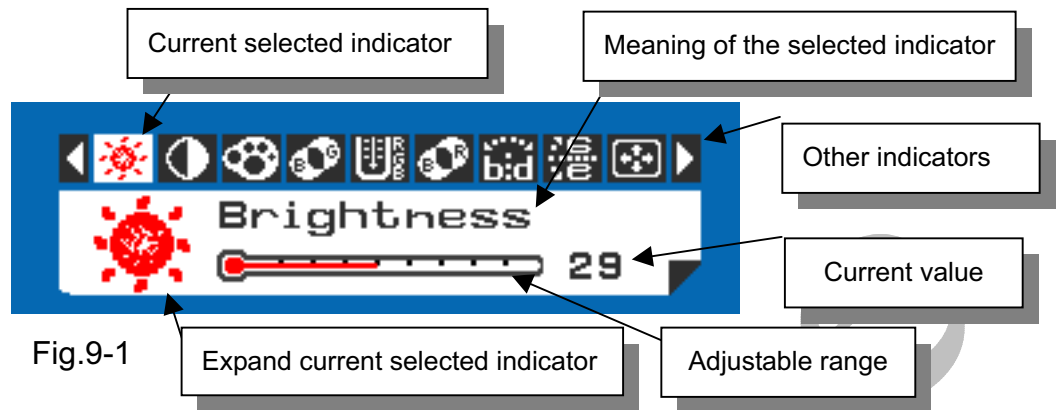 Current selected indicator
Meaning of the selected indicator
B G
R G B
B R
b:d
Other indicators
Brightness
29
Current value
Fig.9-1
Expand current selected indicator
Adjustable range